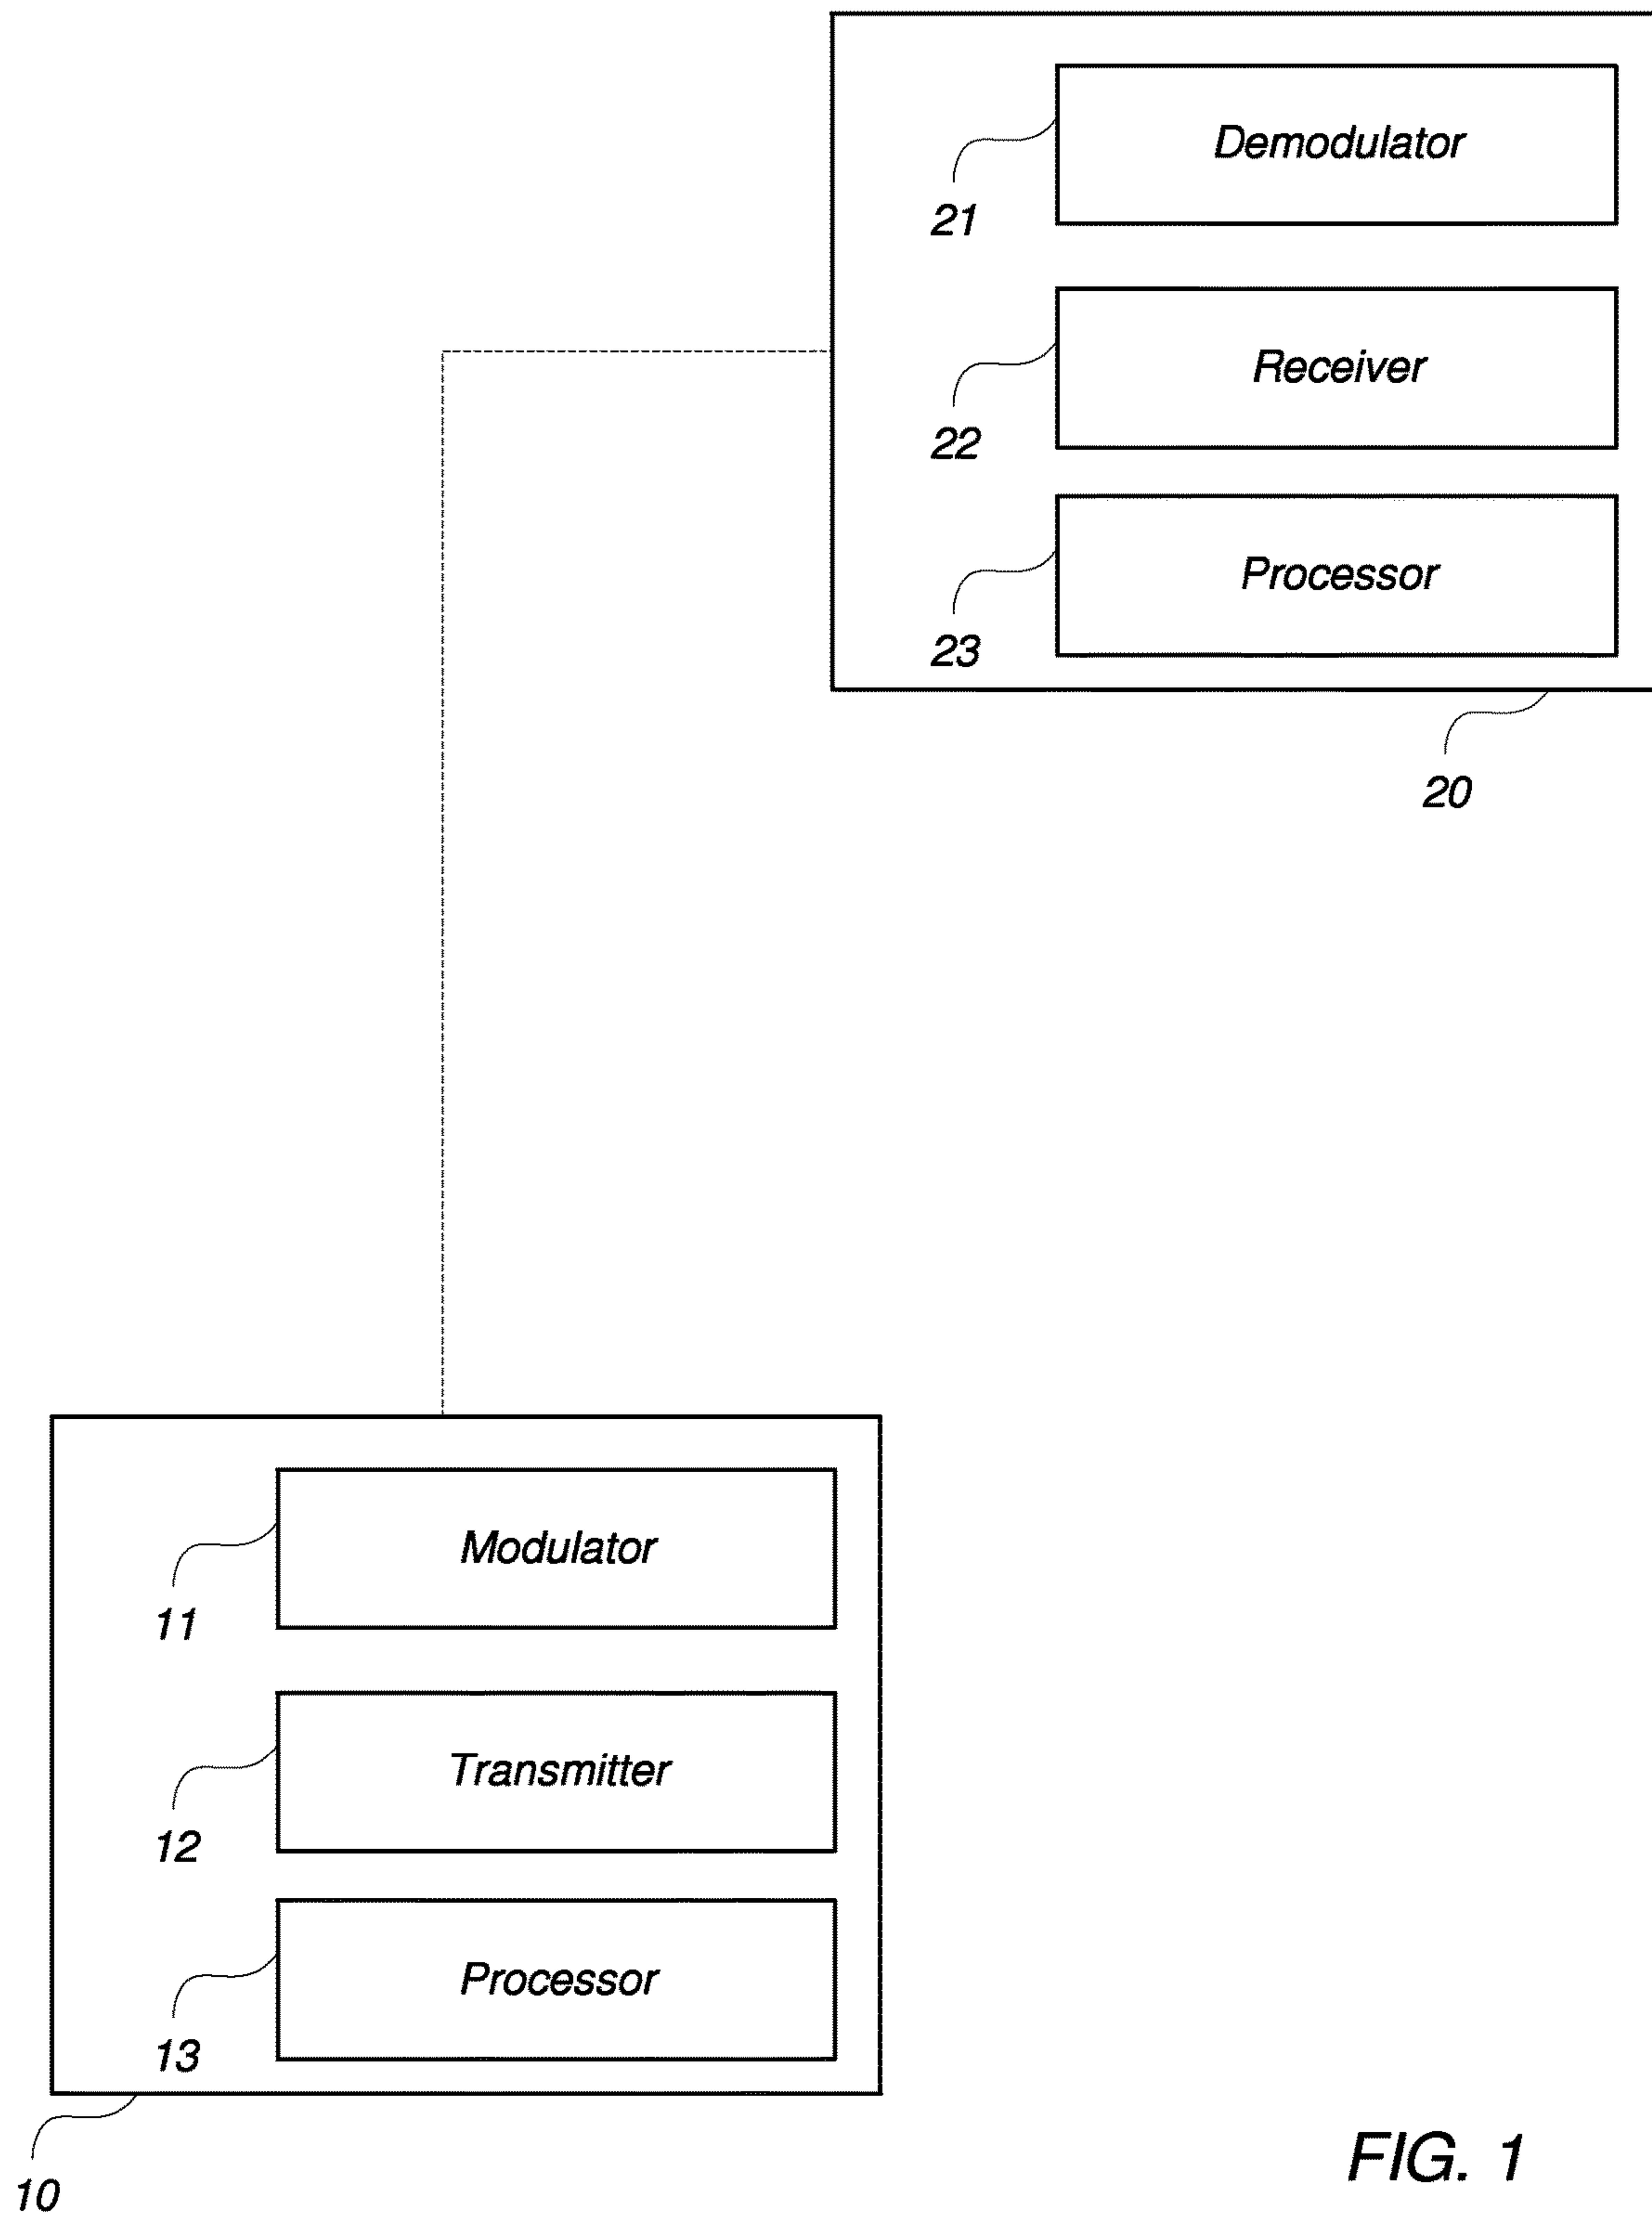 Demodulator
21
Receiver
22
Processor
23
20
Modulator
11
Transmitter
12
Processor
13
10
FIG. 1